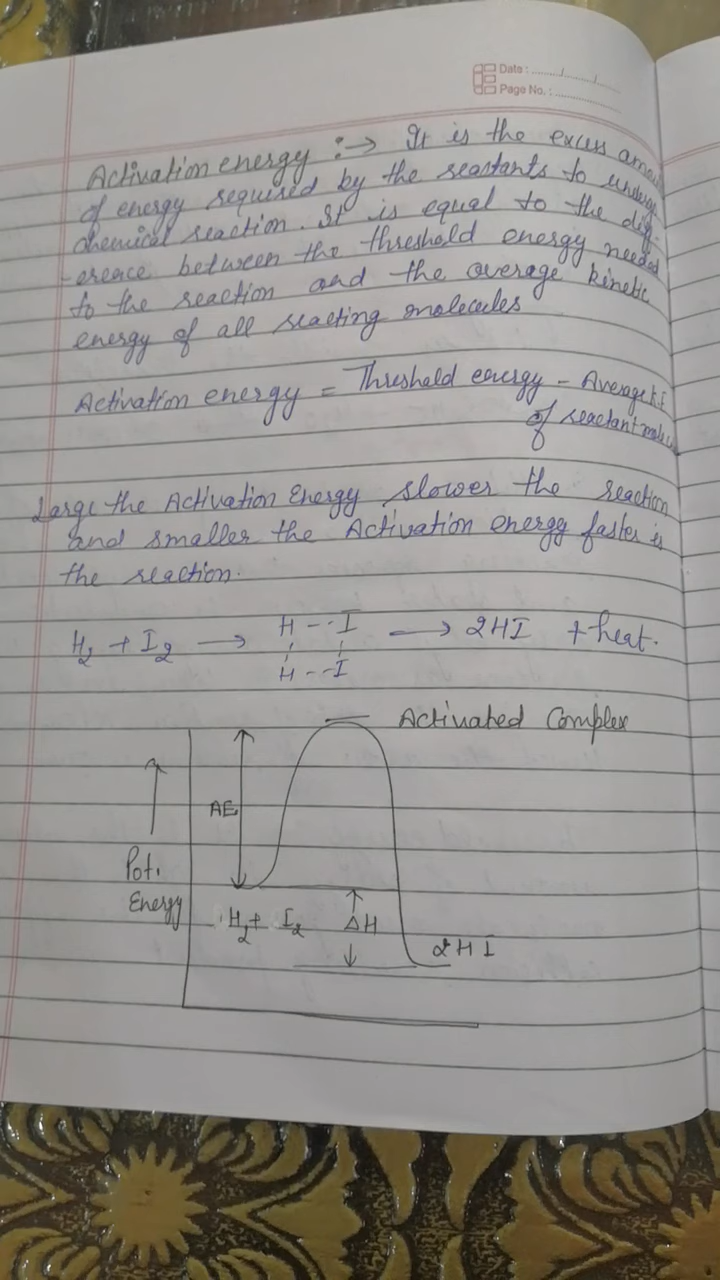 Date : ......./......./.......
Page No. : ................
Activation energy :→ It is the excess
of energy required by the reactants to
chemical reaction. It is equal to the dif-
-erence between the threshold energy needed
to the reaction and the average kinetic
energy of all reacting molecules
Activation energy = Threshold energy - Average K.E
of reactant
Large the Activation Energy slower the reaction
and smaller the Activation energy faster is
the reaction.
H2 + I2 → H--I → 2HI + heat.
H--I
Activated Complex
AE
Pot.
Energy
H2 + I2
ΔH
2HI